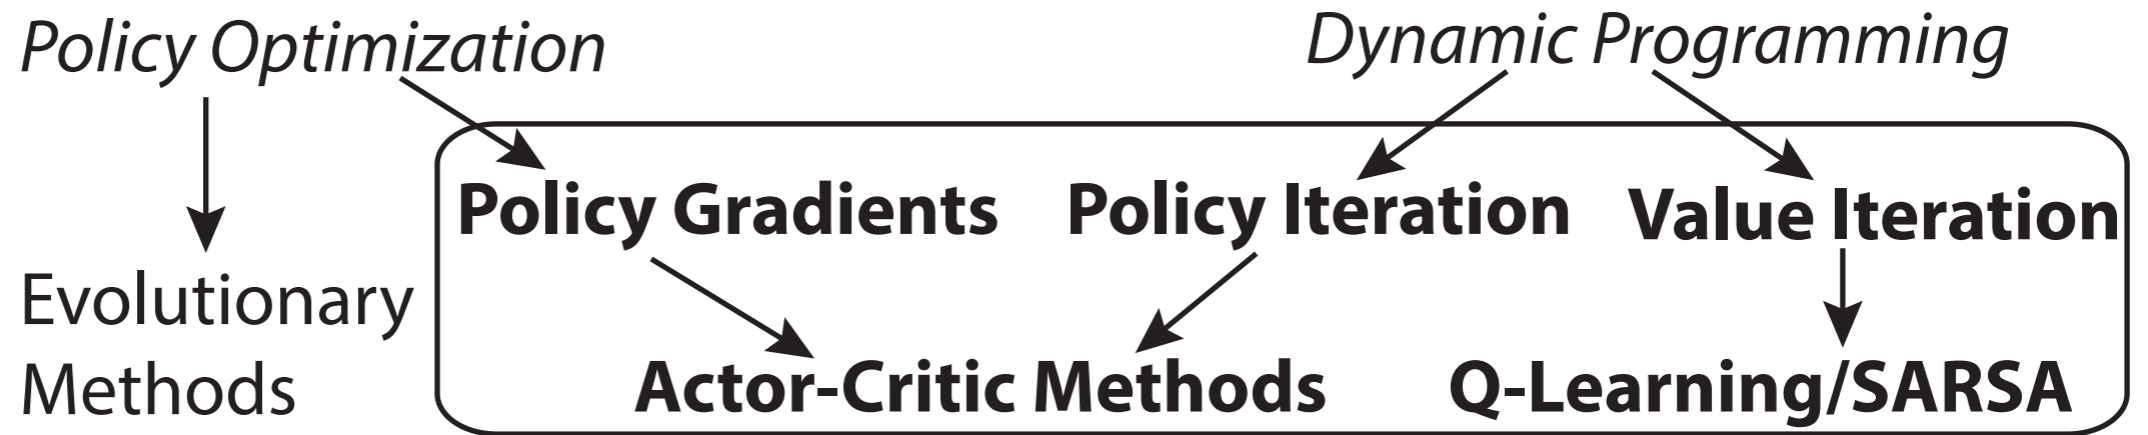 Policy Optimization
Dynamic Programming
Policy Gradients
Policy Iteration
Value Iteration
Evolutionary
Methods
Actor-Critic Methods
Q-Learning/SARSA